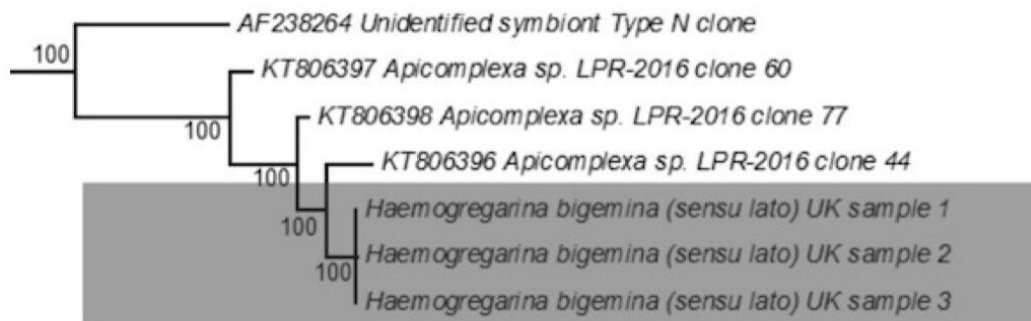 AF238264 Unidentified symbiont Type N clone
100
KT806397 Apicomplexa sp. LPR-2016 clone 60
KT806398 Apicomplexa sp. LPR-2016 clone 77
100
KT806396 Apicomplexa sp. LPR-2016 clone 44
100
Haemogregarina bigemina (sensu lato) UK sample 1
100
Haemogregarina bigemina (sensu lato) UK sample 2
100
Haemogregarina bigemina (sensu lato) UK sample 3